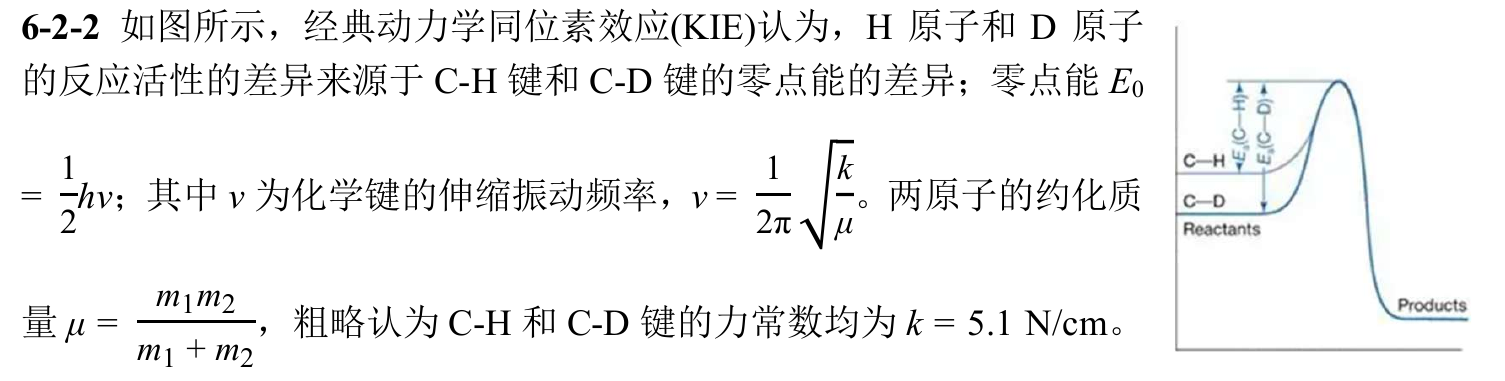 6-2-2 如图所示，经典动力学同位素效应(KIE)认为，H 原子和 D 原子
的反应活性的差异来源于 C-H 键和 C-D 键的零点能的差异；零点能 E₀
= 1/2 hν；其中 ν 为化学键的伸缩振动频率，ν = 1/2π √(k/μ)。两原子的约化质
量 μ = m₁m₂/(m₁ + m₂)，粗略认为 C-H 和 C-D 键的力常数均为 k = 5.1 N/cm。
Eₐ(C—H)
Eₐ(C—D)
C—H
C—D
Reactants
Products